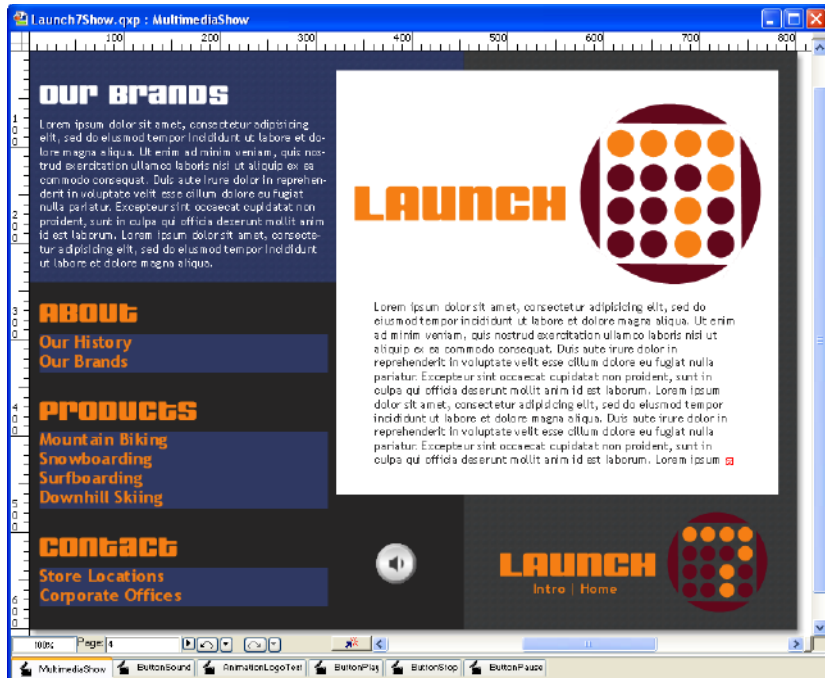 Launch7Show.qxp : MultimediaShow
100 200 300 400 500 600 700 800
100
200
300
400
500
600
our Brands
Lorem ipsum dolor sit amet, consectetur adipisicing
elit, sed do eiusmod tempor incididunt ut labore et do-
lore magna aliqua. Ut enim ad minim veniam, quis nos-
trud exercitation ullamco laboris nisi ut aliquip ex ea
commodo consequat. Duis aute irure dolor in reprehen-
derit in voluptate velit esse cillum dolore eu fugiat
nulla pariatur. Excepteur sint occaecat cupidatat non
proident, sunt in culpa qui officia deserunt mollit anim
id est laborum. Lorem ipsum dolor sit amet, consecte-
tur adipisicing elit, sed do eiusmod tempor incididunt
ut labore et dolore magna aliqua.
About
Our History
Our Brands
Products
Mountain Biking
Snowboarding
Surfboarding
Downhill Skiing
Contact
Store Locations
Corporate Offices
LAUNCH
Lorem ipsum dolor sit amet, consectetur adipisicing elit, sed do
eiusmod tempor incididunt ut labore et dolore magna aliqua. Ut enim
ad minim veniam, quis nostrud exercitation ullamco laboris nisi ut
aliquip ex ea commodo consequat. Duis aute irure dolor in
reprehenderit in voluptate velit esse cillum dolore eu fugiat nulla
pariatur. Excepteur sint occaecat cupidatat non proident, sunt in
culpa qui officia deserunt mollit anim id est laborum. Lorem ipsum
dolor sit amet, consectetur adipisicing elit, sed do eiusmod tempor
incididunt ut labore et dolore magna aliqua. Duis aute irure dolor in
reprehenderit in voluptate velit esse cillum dolore eu fugiat nulla
pariatur. Excepteur sint occaecat cupidatat non proident, sunt in
culpa qui officia deserunt mollit anim id est laborum. Lorem ipsum
LAUNCH
Intro | Home
100% Page: 4
MultimediaShow ButtonSound AnimationLogoText ButtonPlay ButtonStop ButtonPause